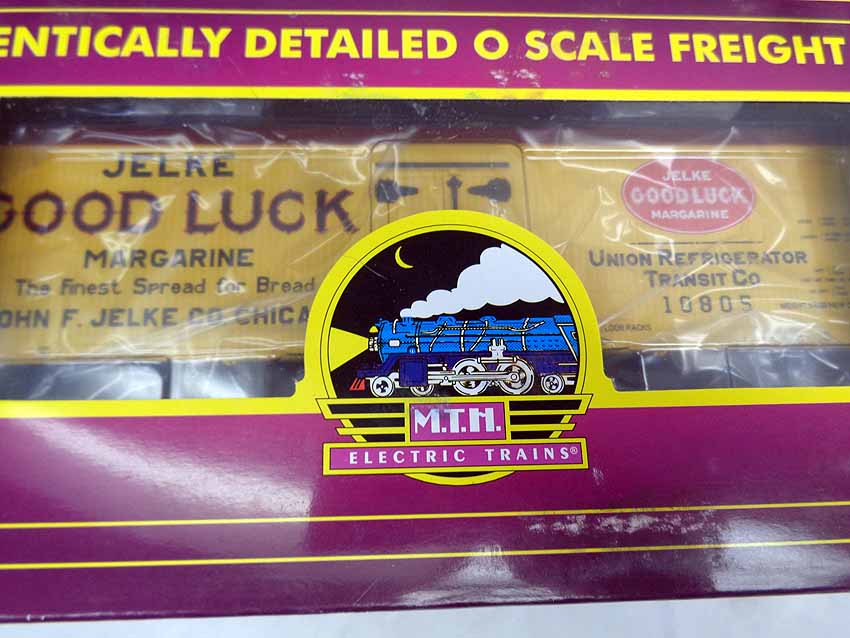 ENTICALLY DETAILED O SCALE FREIGHT
JELKE
GOOD LUCK
MARGARINE
The Finest Spread for Bread
OHN F. JELKE CO. CHICA
JELKE
GOOD LUCK
MARGARINE
UNION REFRIGERATOR
TRANSIT CO
10805
M.T.H.
ELECTRIC TRAINS®